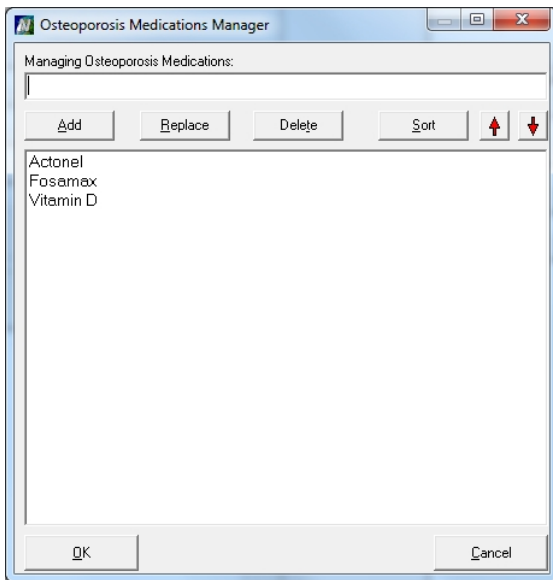 Osteoporosis Medications Manager
Managing Osteoporosis Medications:
Add Replace Delete Sort
Actonel
Fosamax
Vitamin D
OK Cancel